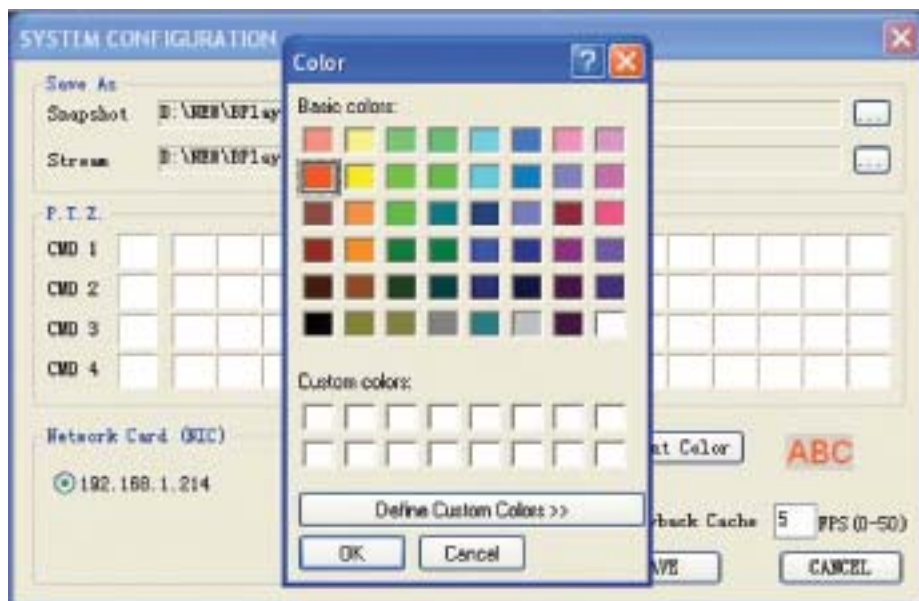 SYSTEM CONFIGURATION
Color
Save As
Basic colors:
Snapshot
Stream
P.T.Z.
CMD 1
CMD 2
CMD 3
CMD 4
Custom colors:
Network Card (NIC)
Color
ABC
192.168.1.214
Define Custom Colors >>
Cache 5 FPS(0-50)
OK
Cancel
CANCEL